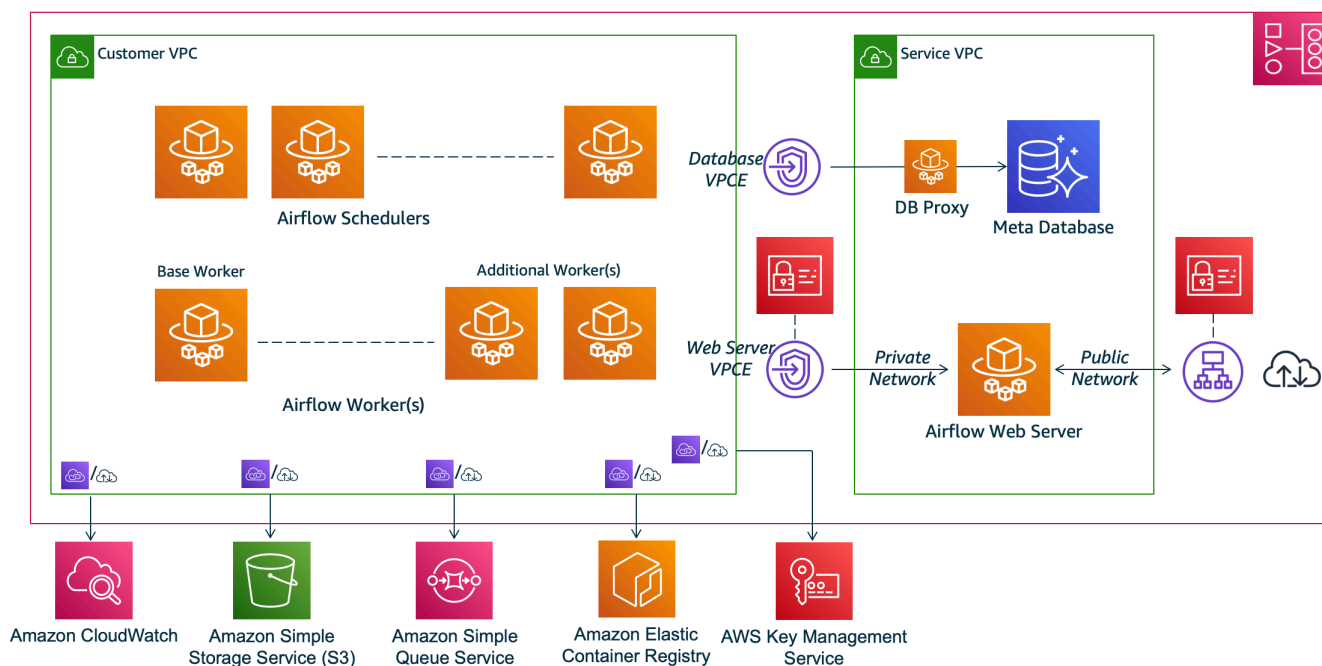 Customer VPC
Service VPC
Database
VPCE
DB Proxy
Meta Database
Airflow Schedulers
Base Worker
Additional Worker(s)
Web Server
VPCE
Private
Network
Public
Network
Airflow Worker(s)
Airflow Web Server
/
/
/
/
/
Amazon CloudWatch
Amazon Simple
Storage Service (S3)
Amazon Simple
Queue Service
Amazon Elastic
Container Registry
AWS Key Management
Service